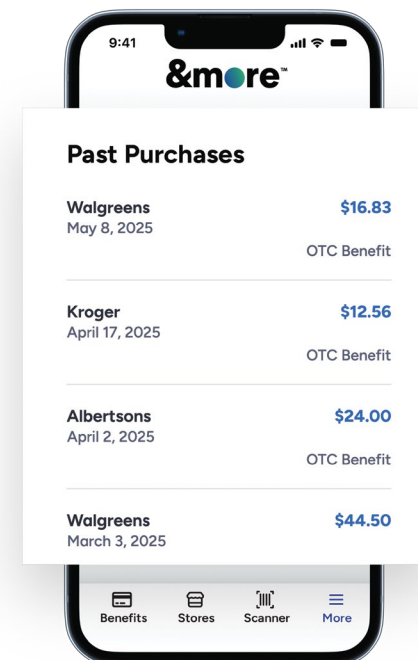 9:41
&more™
Past Purchases
Walgreens $16.83
May 8, 2025
OTC Benefit
Kroger $12.56
April 17, 2025
OTC Benefit
Albertsons $24.00
April 2, 2025
OTC Benefit
Walgreens $44.50
March 3, 2025
Benefits Stores Scanner More